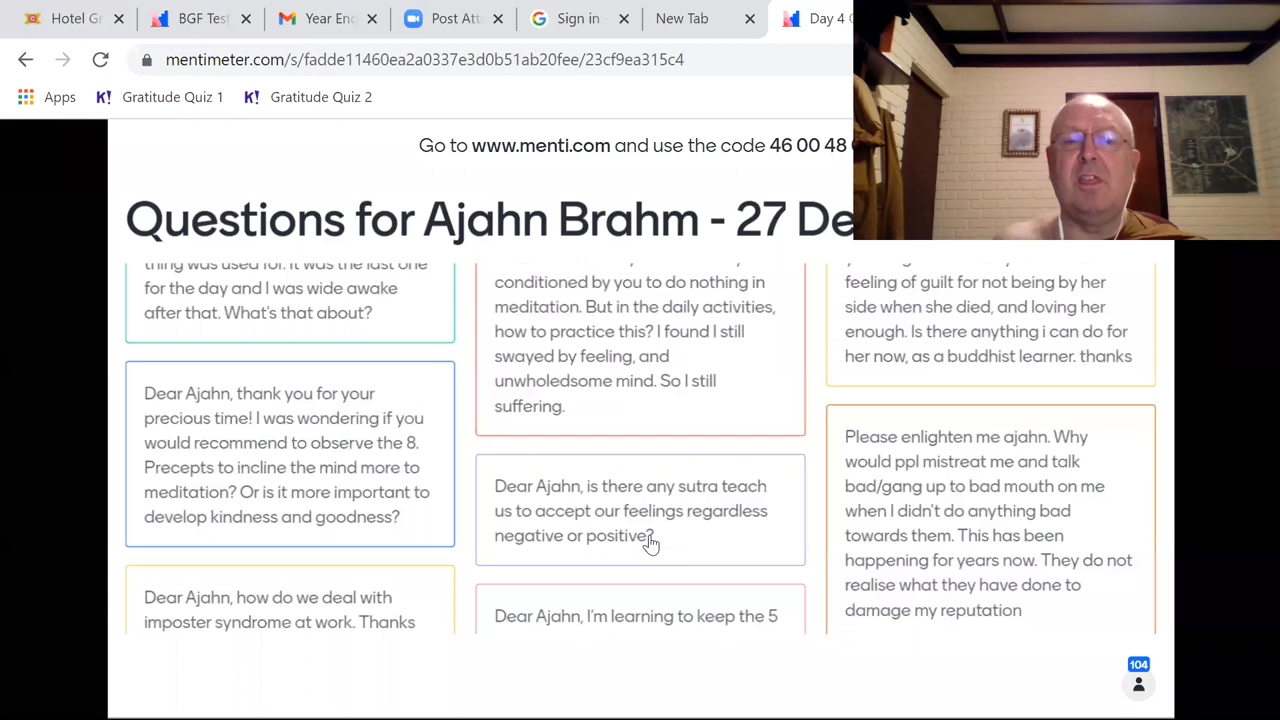 Hotel Gr
BGF Tes
Year En
Post Att
Sign in
New Tab
Day 4
mentimeter.com/s/fadde11460ea2a0337e3d0b51ab20fee/23cf9ea315c4
Apps
K! Gratitude Quiz 1
K! Gratitude Quiz 2
Go to www.menti.com and use the code 46 00 48
Questions for Ajahn Brahm - 27 De
thing was used for. It was the last one
for the day and I was wide awake
after that. What's that about?
Dear Ajahn, thank you for your
precious time! I was wondering if you
would recommend to observe the 8.
Precepts to incline the mind more to
meditation? Or is it more important to
develop kindness and goodness?
Dear Ajahn, how do we deal with
imposter syndrome at work. Thanks
conditioned by you to do nothing in
meditation. But in the daily activities,
how to practice this? I found I still
swayed by feeling, and
unwholedsome mind. So I still
suffering.
Dear Ajahn, is there any sutra teach
us to accept our feelings regardless
negative or positive?
Dear Ajahn, I'm learning to keep the 5
feeling of guilt for not being by her
side when she died, and loving her
enough. Is there anything i can do for
her now, as a buddhist learner. thanks
Please enlighten me ajahn. Why
would ppl mistreat me and talk
bad/gang up to bad mouth on me
when I didn't do anything bad
towards them. This has been
happening for years now. They do not
realise what they have done to
damage my reputation
104